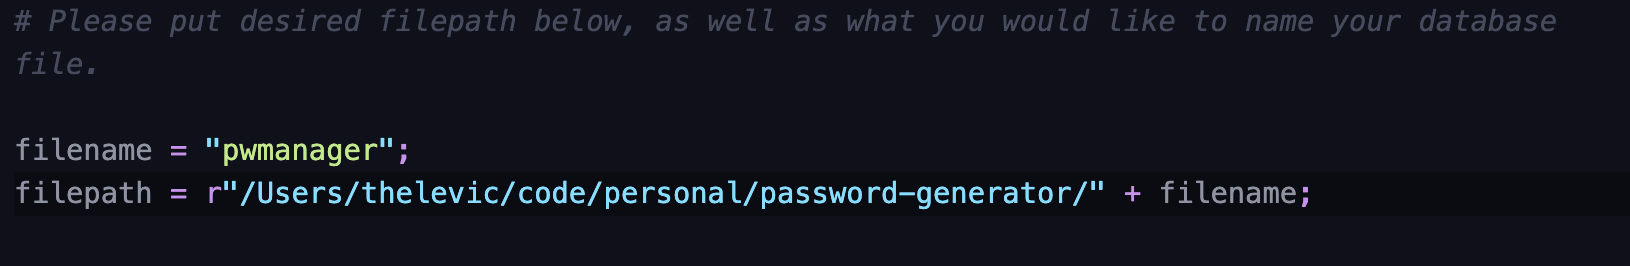 # Please put desired filepath below, as well as what you would like to name your database
file.
filename = "pwmanager";
filepath = r"/Users/thelevic/code/personal/password-generator/" + filename;